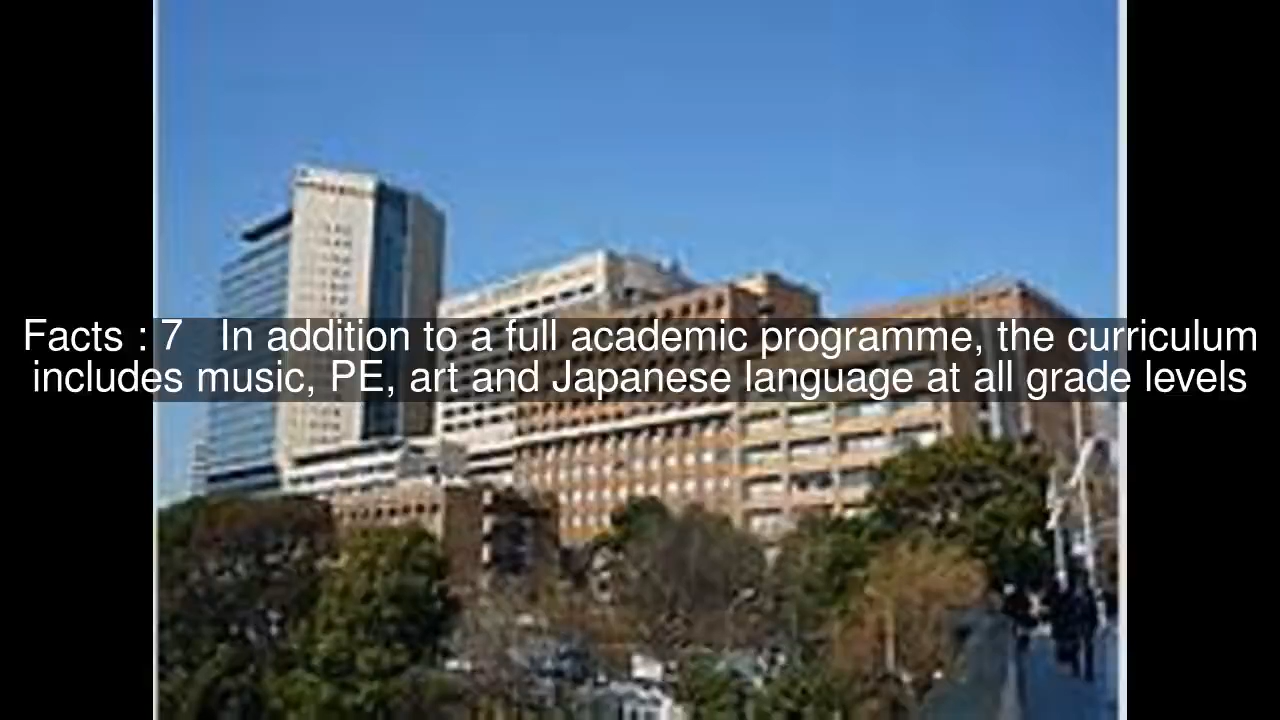 Facts : 7   In addition to a full academic programme, the curriculum
includes music, PE, art and Japanese language at all grade levels